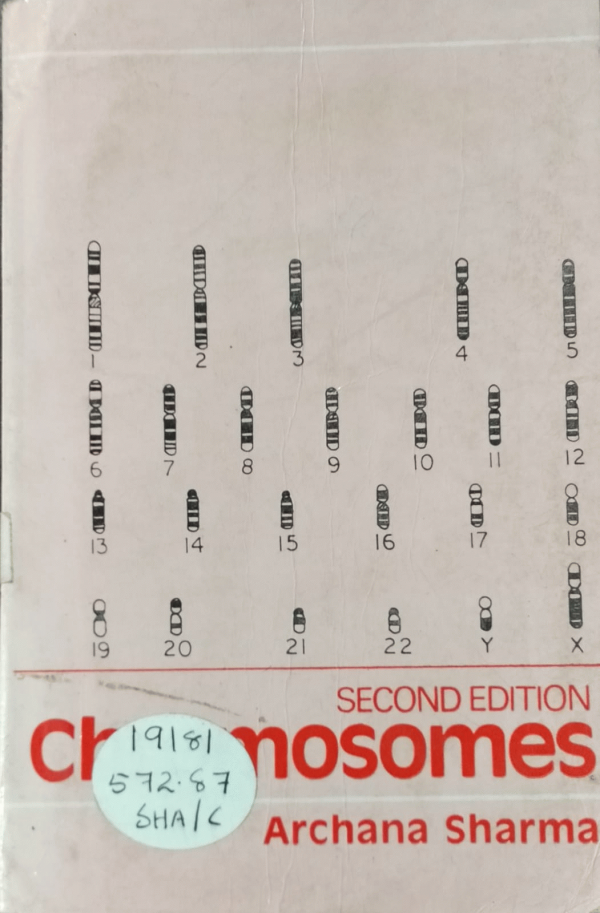 1 2 3 4 5
6 7 8 9 10 11 12
13 14 15 16 17 18
19 20 21 22 Y X
SECOND EDITION
Ch mosomes
19181
572.87
SHA/C
Archana Sharma